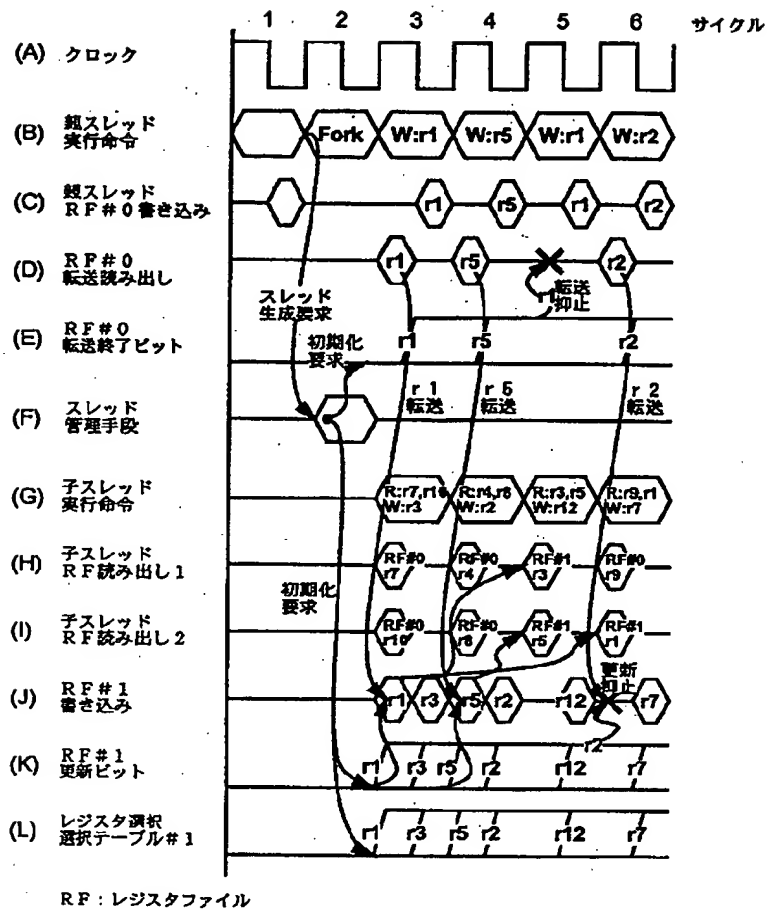 1 2 3 4 5 6 サイクル
(A) クロック
(B) 親スレッド
実行命令
Fork W:r1 W:r5 W:r1 W:r2
(C) 親スレッド
RF#0書き込み
r1 r5 r1 r2
(D) RF#0
転送読み出し
r1 r5 r2
スレッド
生成要求
r1 転送
抑止
(E) RF#0
転送終了ビット
初期化
要求
r1 r5 r2
(F) スレッド
管理手段
r1
転送
r5
転送
r2
転送
(G) 子スレッド
実行命令
R:r7,r10
W:r3
R:r4,r8
W:r2
R:r3,r5
W:r12
R:r9,r1
W:r7
(H) 子スレッド
RF読み出し1
RF#0
r7
RF#0
r4
RF#1
r3
RF#0
r9
初期化
要求
(I) 子スレッド
RF読み出し2
RF#0
r10
RF#0
r8
RF#1
r5
RF#1
r1
更新
抑止
(J) RF#1
書き込み
r1 r3 r5 r2 r12 r7
r2
(K) RF#1
更新ビット
r1 r3 r5 r2 r12 r7
(L) レジスタ選択
選択テーブル#1
r1 r3 r5 r2 r12 r7
RF:レジスタファイル